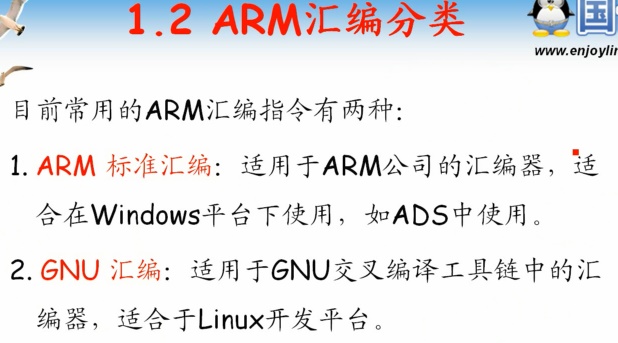 1.2 ARM汇编分类
国
www.enjoylin
目前常用的ARM汇编指令有两种：
1. ARM 标准汇编：适用于ARM公司的汇编器，适
合在Windows平台下使用，如ADS中使用。
2. GNU 汇编：适用于GNU交叉编译工具链中的汇
编器，适合于Linux开发平台。